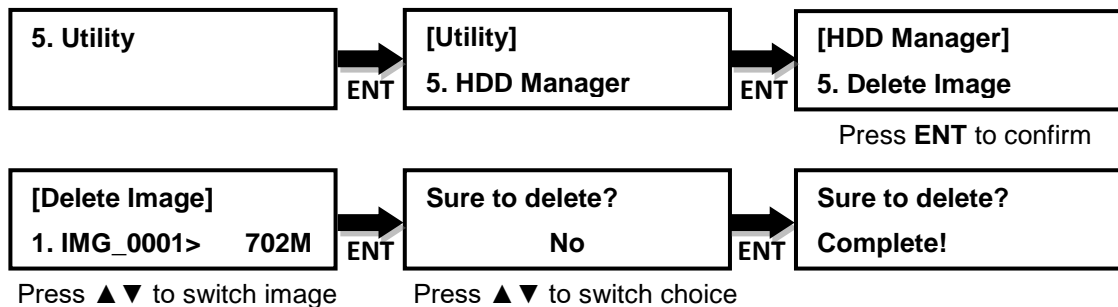 5. Utility
ENT
[Utility]
5. HDD Manager
ENT
[HDD Manager]
5. Delete Image
Press ENT to confirm
[Delete Image]
1. IMG_0001> 702M
Press ▲▼ to switch image
ENT
Sure to delete?
No
Press ▲▼ to switch choice
ENT
Sure to delete?
Complete!